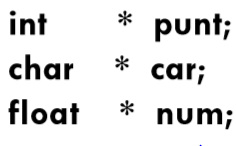 int * punt;
char * car;
float * num;